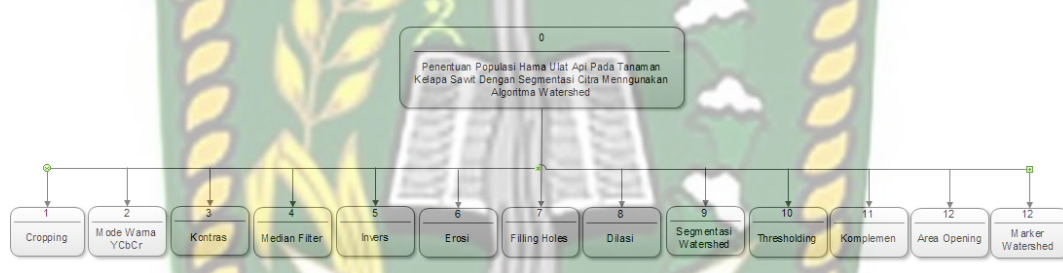 0
Penentuan Populasi Hama Ulat Api Pada Tanaman
Kelapa Sawit Dengan Segmentasi Citra Menngunakan
Algoritma Watershed
1
Cropping
2
Mode Warna
YCbCr
3
Kontras
4
Median Filter
5
Invers
6
Erosi
7
Filling Holes
8
Dilasi
9
Segmentasi
Watershed
10
Thresholding
11
Komplemen
12
Area Opening
12
Marker
Watershed